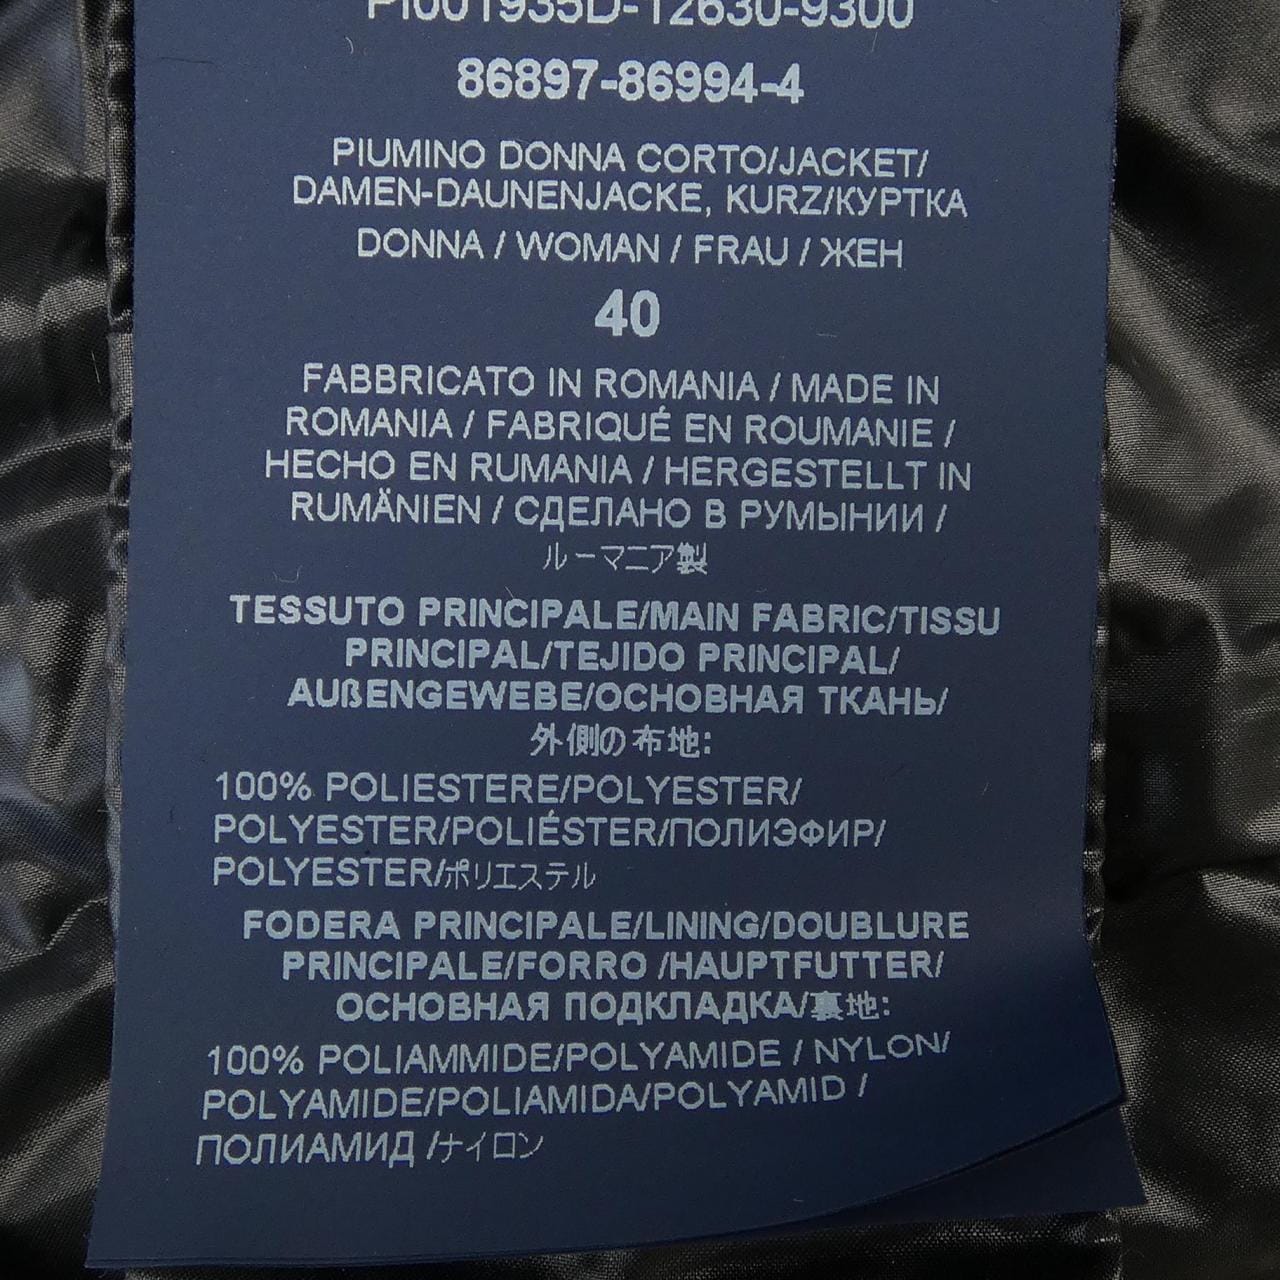 PI001935D-12630-9300
86897-86994-4
PIUMINO DONNA CORTO/JACKET/
DAMEN-DAUNENJACKE, KURZ/КУРТКА
DONNA / WOMAN / FRAU / ЖЕН
40
FABBRICATO IN ROMANIA / MADE IN
ROMANIA / FABRIQUÉ EN ROUMANIE /
HECHO EN RUMANIA / HERGESTELLT IN
RUMÄNIEN / СДЕЛАНО В РУМЫНИИ /
ルーマニア製
TESSUTO PRINCIPALE/MAIN FABRIC/TISSU
PRINCIPAL/TEJIDO PRINCIPAL/
AUßENGEWEBE/ОСНОВНАЯ ТКАНЬ/
外側の布地:
100% POLIESTERE/POLYESTER/
POLYESTER/POLIÉSTER/ПОЛИЭФИР/
POLYESTER/ポリエステル
FODERA PRINCIPALE/LINING/DOUBLURE
PRINCIPALE/FORRO /HAUPTFUTTER/
ОСНОВНАЯ ПОДКЛАДКА/裏地:
100% POLIAMMIDE/POLYAMIDE / NYLON/
POLYAMIDE/POLIAMIDA/POLYAMID /
ПОЛИАМИД /ナイロン